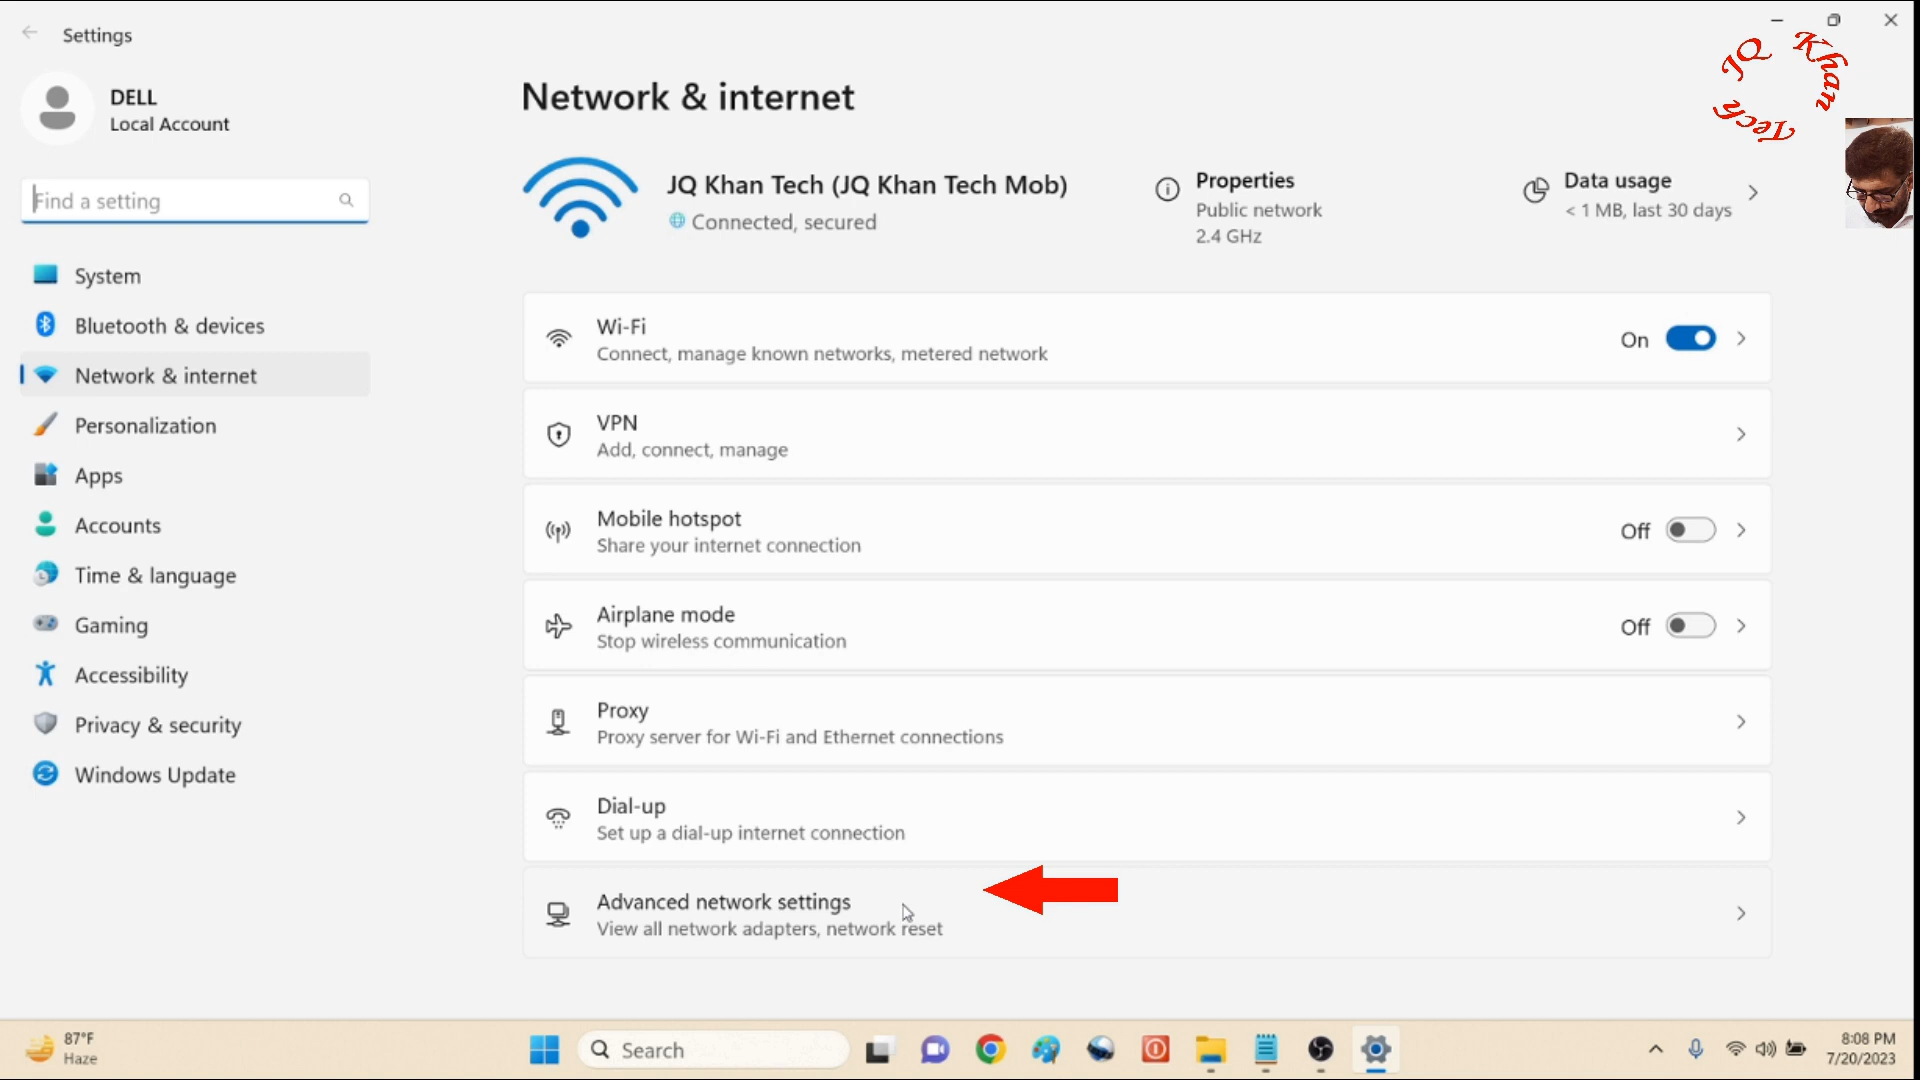 Settings
JQ Khan Tech
DELL
Local Account
Find a setting
System
Bluetooth & devices
Network & internet
Personalization
Apps
Accounts
Time & language
Gaming
Accessibility
Privacy & security
Windows Update
Network & internet
JQ Khan Tech (JQ Khan Tech Mob)
Connected, secured
Properties
Public network
2.4 GHz
Data usage
< 1 MB, last 30 days
Wi-Fi
Connect, manage known networks, metered network
On
VPN
Add, connect, manage
Mobile hotspot
Share your internet connection
Off
Airplane mode
Stop wireless communication
Off
Proxy
Proxy server for Wi-Fi and Ethernet connections
Dial-up
Set up a dial-up internet connection
Advanced network settings
View all network adapters, network reset
87°F
Haze
Search
8:08 PM
7/20/2023